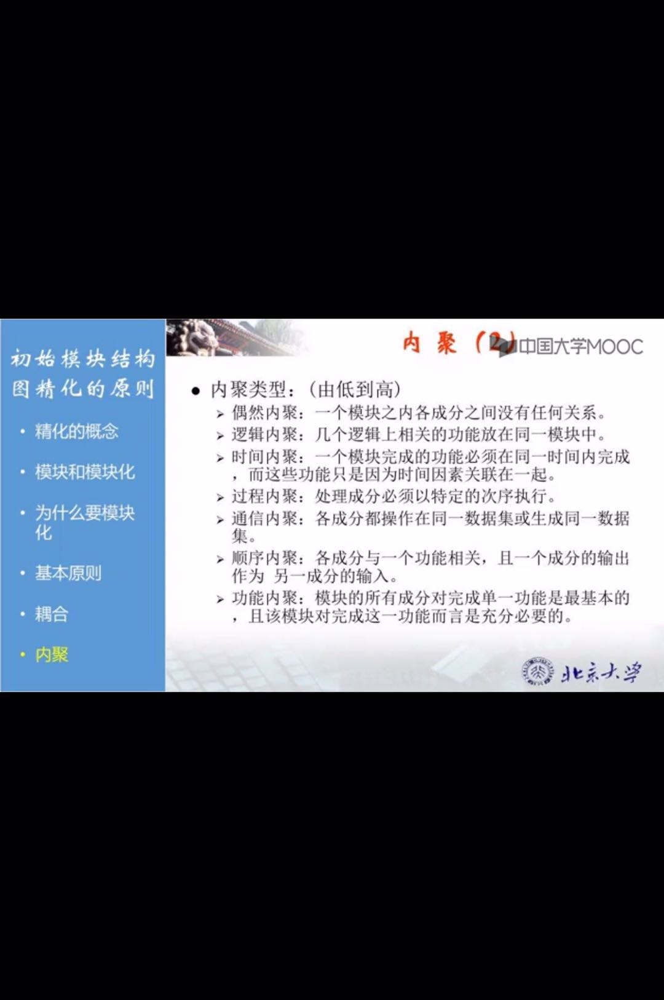 初始模块结构
图精化的原则
• 精化的概念
• 模块和模块化
• 为什么要模块
化
• 基本原则
• 耦合
• 内聚
内聚（2）
中国大学MOOC
● 内聚类型：(由低到高)
➢ 偶然内聚：一个模块之内各成分之间没有任何关系。
➢ 逻辑内聚：几个逻辑上相关的功能放在同一模块中。
➢ 时间内聚：一个模块完成的功能必须在同一时间内完成
，而这些功能只是因为时间因素关联在一起。
➢ 过程内聚：处理成分必须以特定的次序执行。
➢ 通信内聚：各成分都操作在同一数据集或生成同一数据
集。
➢ 顺序内聚：各成分与一个功能相关，且一个成分的输出
作为 另一成分的输入。
➢ 功能内聚：模块的所有成分对完成单一功能是最基本的
，且该模块对完成这一功能而言是充分必要的。
北京大学